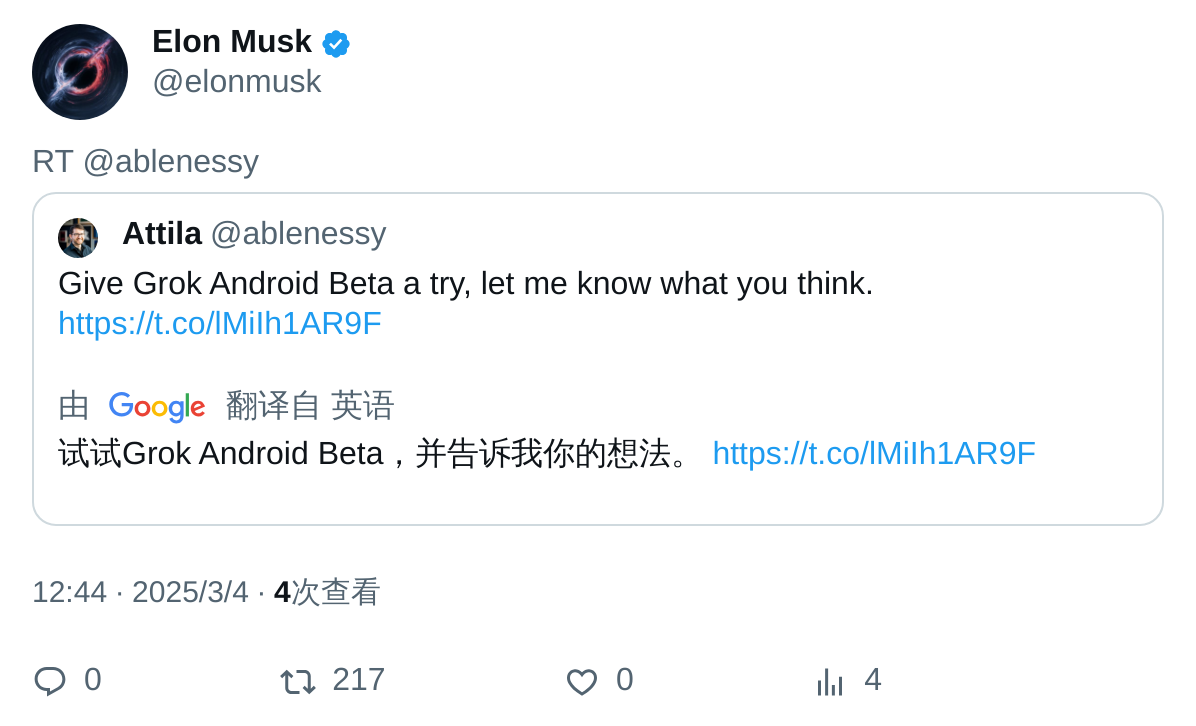 Elon Musk
@elonmusk
RT @ablenessy
Attila @ablenessy
Give Grok Android Beta a try, let me know what you think.
https://t.co/lMiIh1AR9F
由 Google 翻译自 英语
试试Grok Android Beta，并告诉我你的想法。 https://t.co/lMiIh1AR9F
12:44 · 2025/3/4 · 4次查看
0 217 0 4